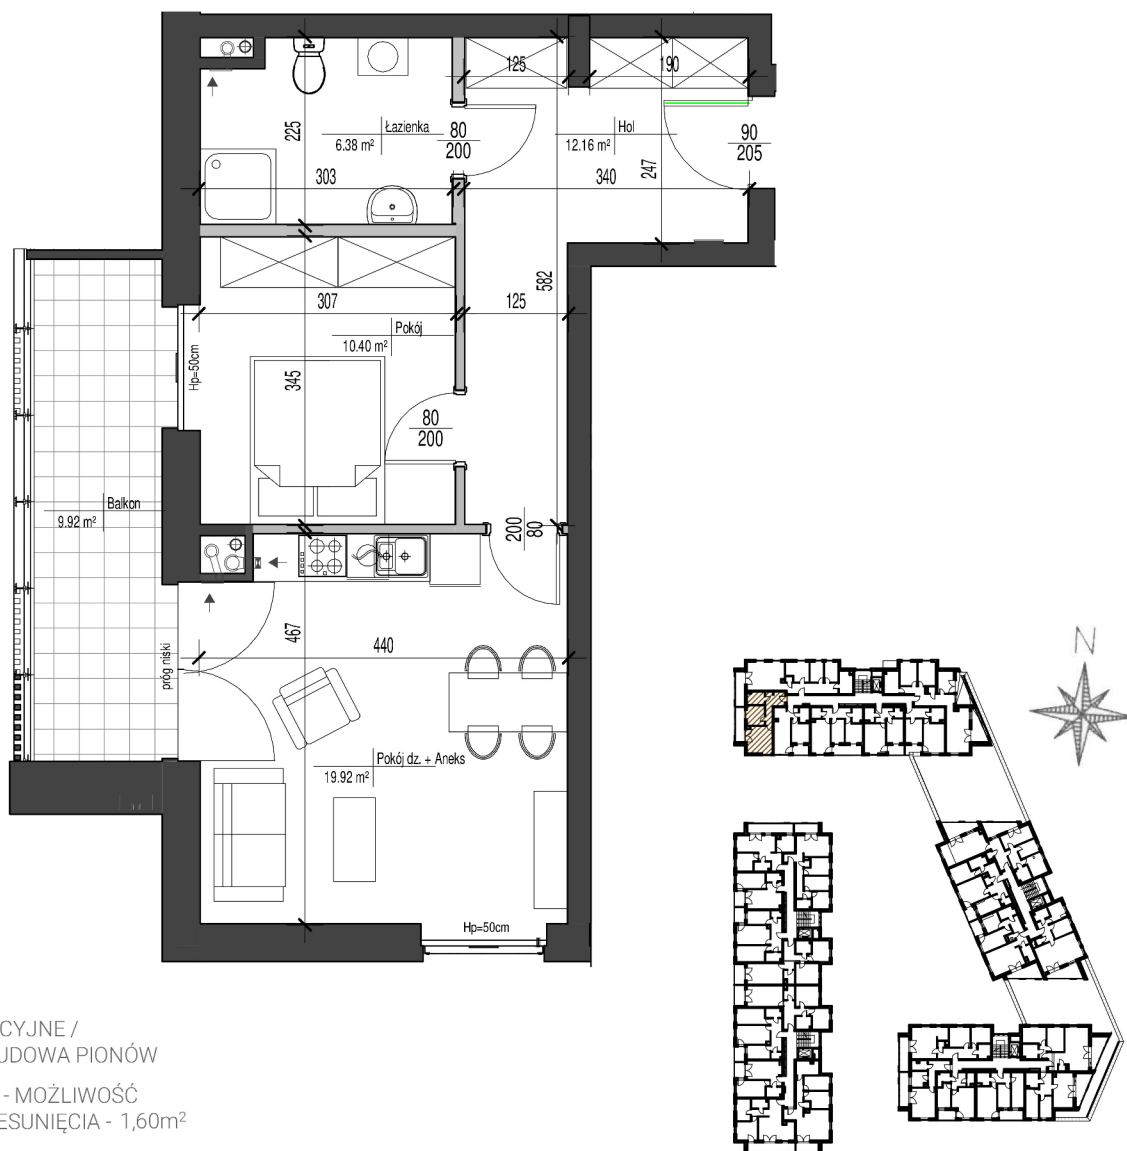 125
190
225
Łazienka
6.38 m²
80
200
Hol
12.16 m²
90
205
247
303
340
582
307
125
Pokój
10.40 m²
Hp=50cm
345
80
200
Balkon
9.92 m²
200
80
467
440
próg niski
Pokój dz. + Aneks
19.92 m²
Hp=50cm
N
CYJNE /
UDOWA PIONÓW
- MOŻLIWOŚĆ
ESUNIĘCIA - 1,60m²